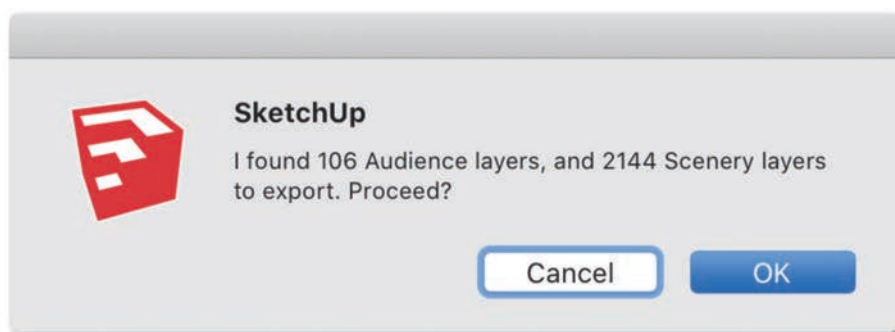 SketchUp
I found 106 Audience layers, and 2144 Scenery layers
to export. Proceed?
Cancel
OK